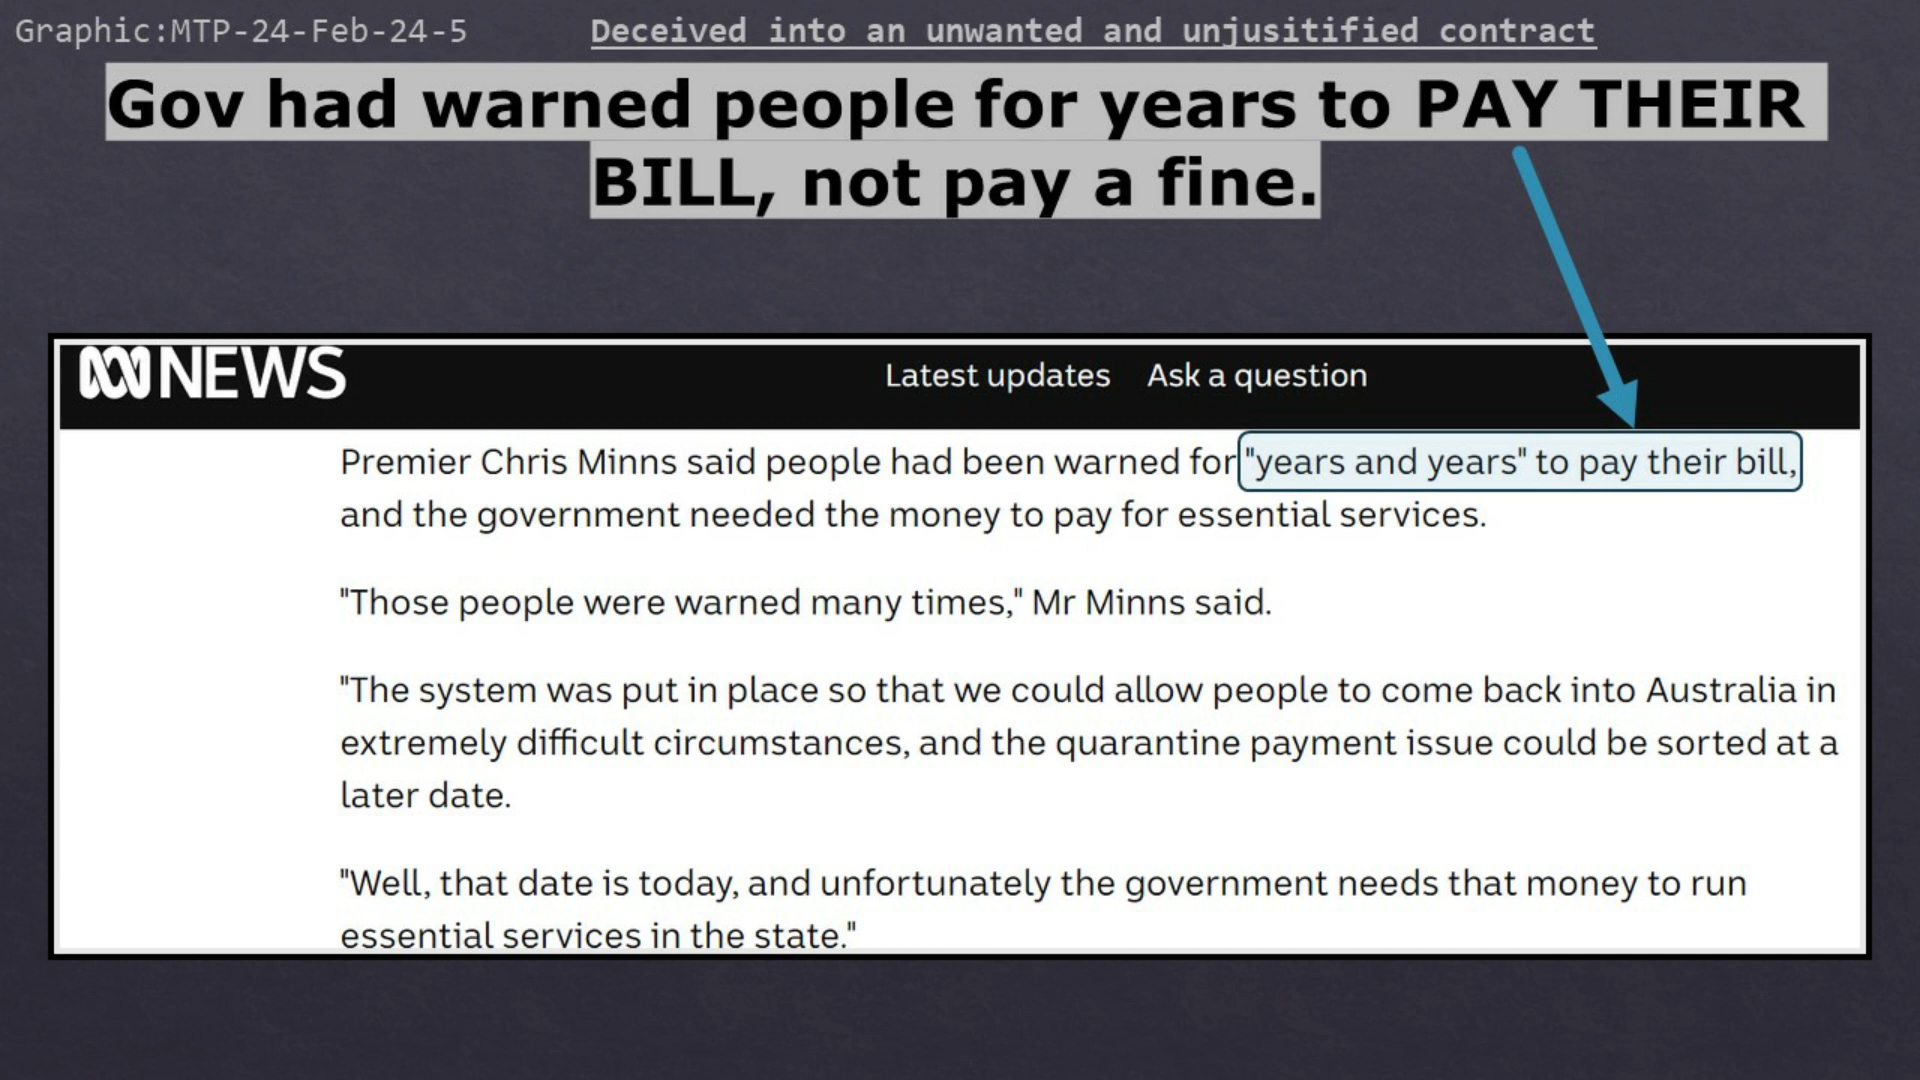 Graphic:MTP-24-Feb-24-5
Deceived into an unwanted and unjusitified contract
Gov had warned people for years to PAY THEIR
BILL, not pay a fine.
NEWS
Latest updates Ask a question
Premier Chris Minns said people had been warned for "years and years" to pay their bill,
and the government needed the money to pay for essential services.
"Those people were warned many times," Mr Minns said.
"The system was put in place so that we could allow people to come back into Australia in
extremely difficult circumstances, and the quarantine payment issue could be sorted at a
later date.
"Well, that date is today, and unfortunately the government needs that money to run
essential services in the state."